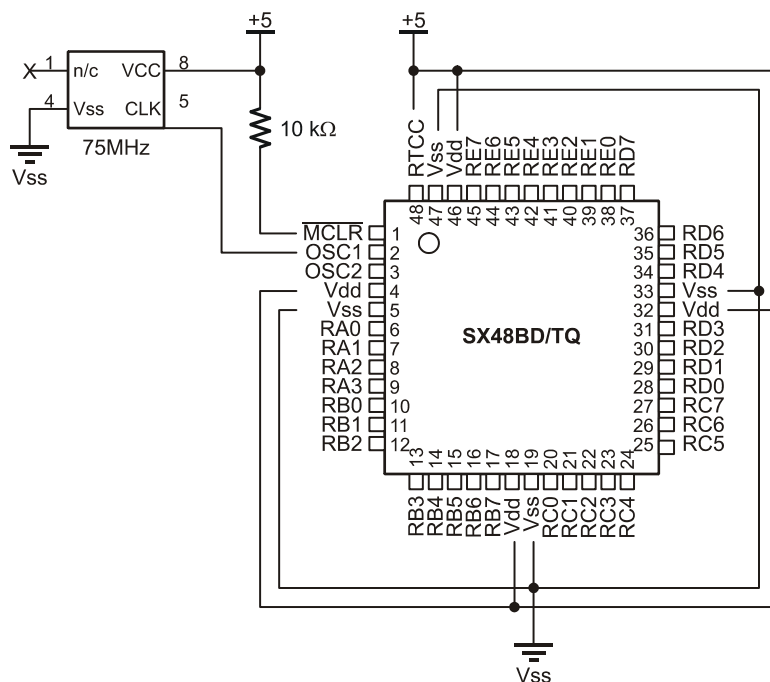 +5
+5
1
n/c
VCC
8
4
Vss
CLK
5
75MHz
Vss
10 kΩ
RTCC
Vss
Vdd
RE7
RE6
RE5
RE4
RE3
RE2
RE1
RE0
RD7
48
47
46
45
44
43
42
41
40
39
38
37
MCLR 1
OSC1 2
OSC2 3
Vdd 4
Vss 5
RA0 6
RA1 7
RA2 8
RA3 9
RB0 10
RB1 11
RB2 12
SX48BD/TQ
36 RD6
35 RD5
34 RD4
33 Vss
32 Vdd
31 RD3
30 RD2
29 RD1
28 RD0
27 RC7
26 RC6
25 RC5
13
14
15
16
17
18
19
20
21
22
23
24
RB3
RB4
RB5
RB6
RB7
Vdd
Vss
RC0
RC1
RC2
RC3
RC4
Vss